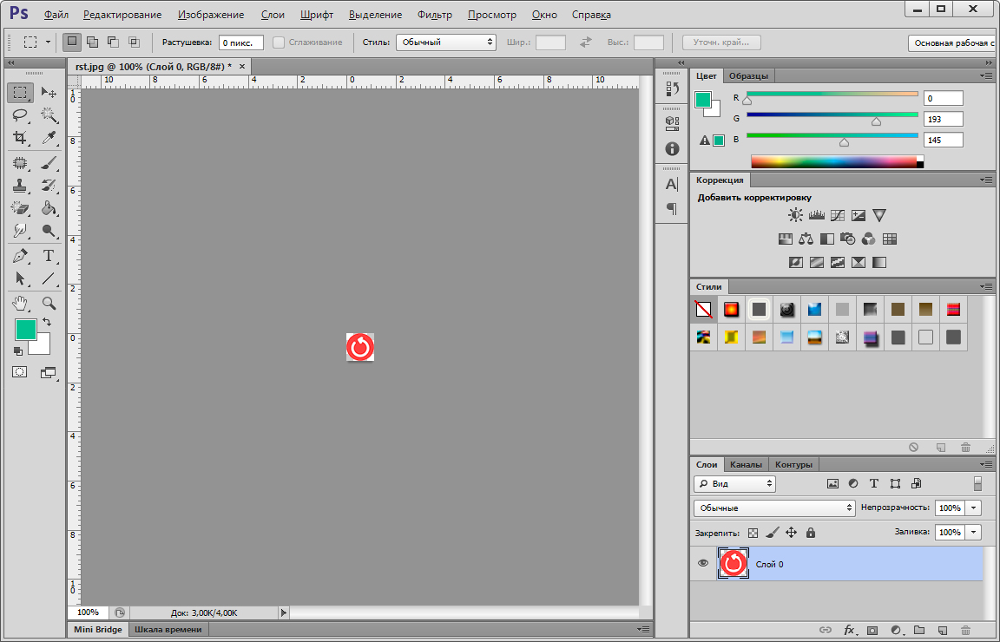 Ps Файл Редактирование Изображение Слои Шрифт Выделение Фильтр Просмотр Окно Справка
Растушевка: 0 пикс. Сглаживание Стиль: Обычный Шир.: Выс.: Уточн. край... Основная рабочая с
rst.jpg @ 100% (Слой 0, RGB/8#) * ×
10 8 6 4 2 0 2 4 6 8 10
10
8
6
4
2
0
2
4
6
8
10
100% Док: 3,00K/4,00K
Mini Bridge Шкала времени
Цвет Образцы
R 0
G 193
B 145
Коррекция
Добавить корректировку
Стили
Слои Каналы Контуры
Вид
Обычные Непрозрачность: 100%
Закрепить: Заливка: 100%
Слой 0
fx